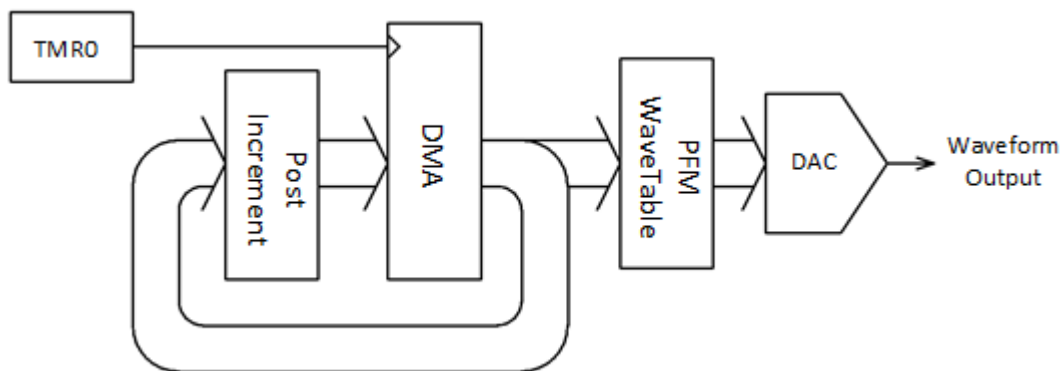 TMR0
Post
Increment
DMA
PFM
WaveTable
DAC
Waveform
Output